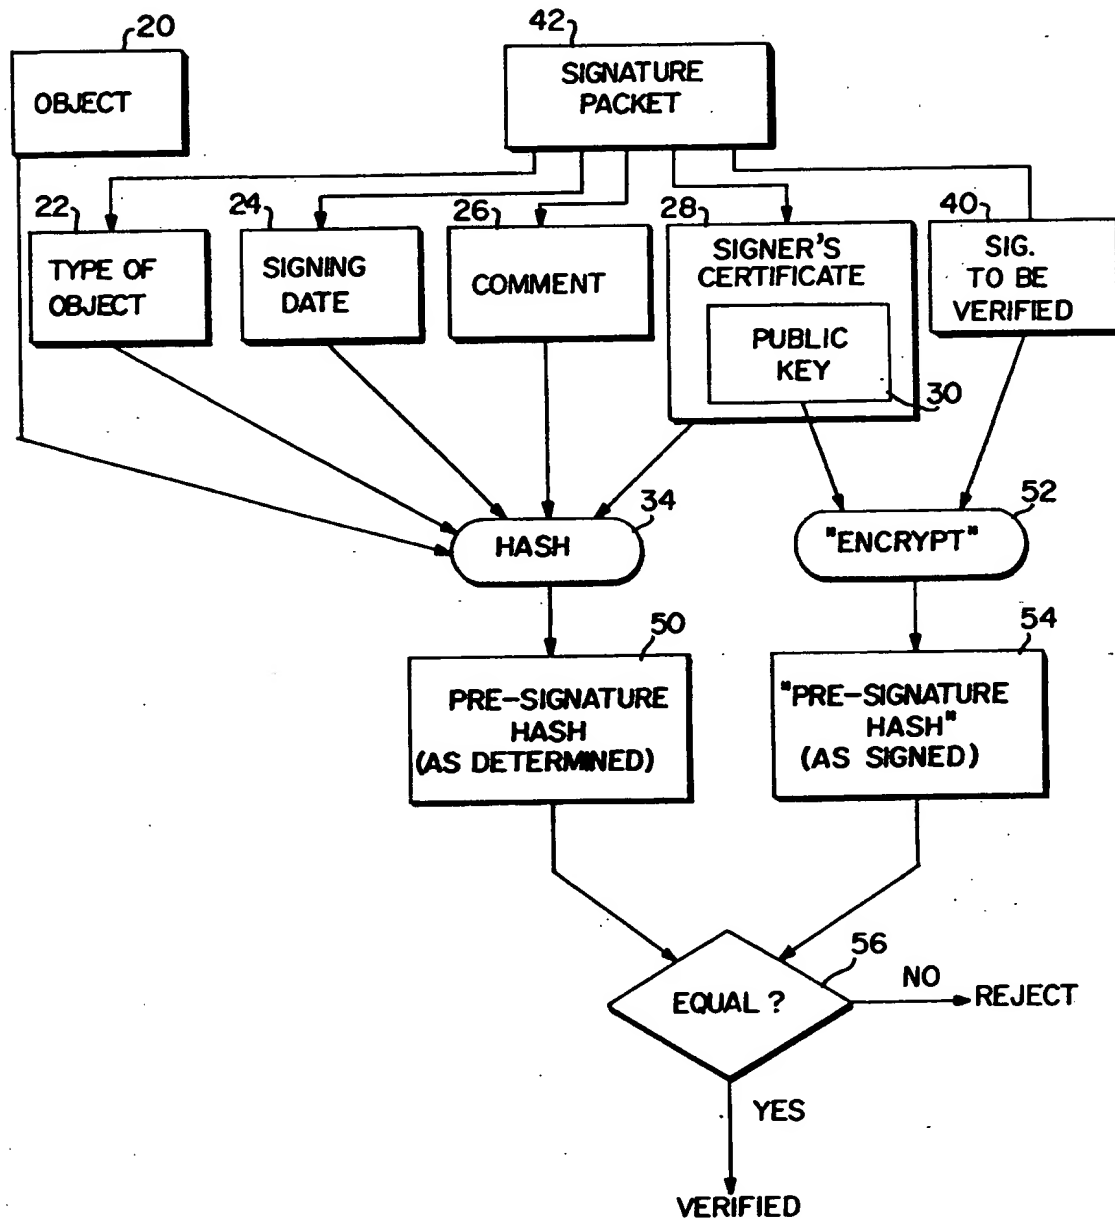 20
42
OBJECT
SIGNATURE
PACKET
22
24
26
28
40
TYPE OF
OBJECT
SIGNING
DATE
COMMENT
SIGNER'S
CERTIFICATE
PUBLIC
KEY
30
SIG.
TO BE
VERIFIED
HASH
34
"ENCRYPT"
52
50
54
PRE-SIGNATURE
HASH
(AS DETERMINED)
"PRE-SIGNATURE
HASH"
(AS SIGNED)
56
EQUAL ?
NO
REJECT
YES
VERIFIED